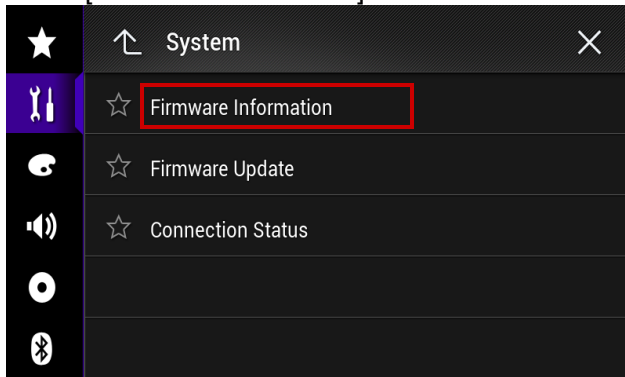 System
Firmware Information
Firmware Update
Connection Status